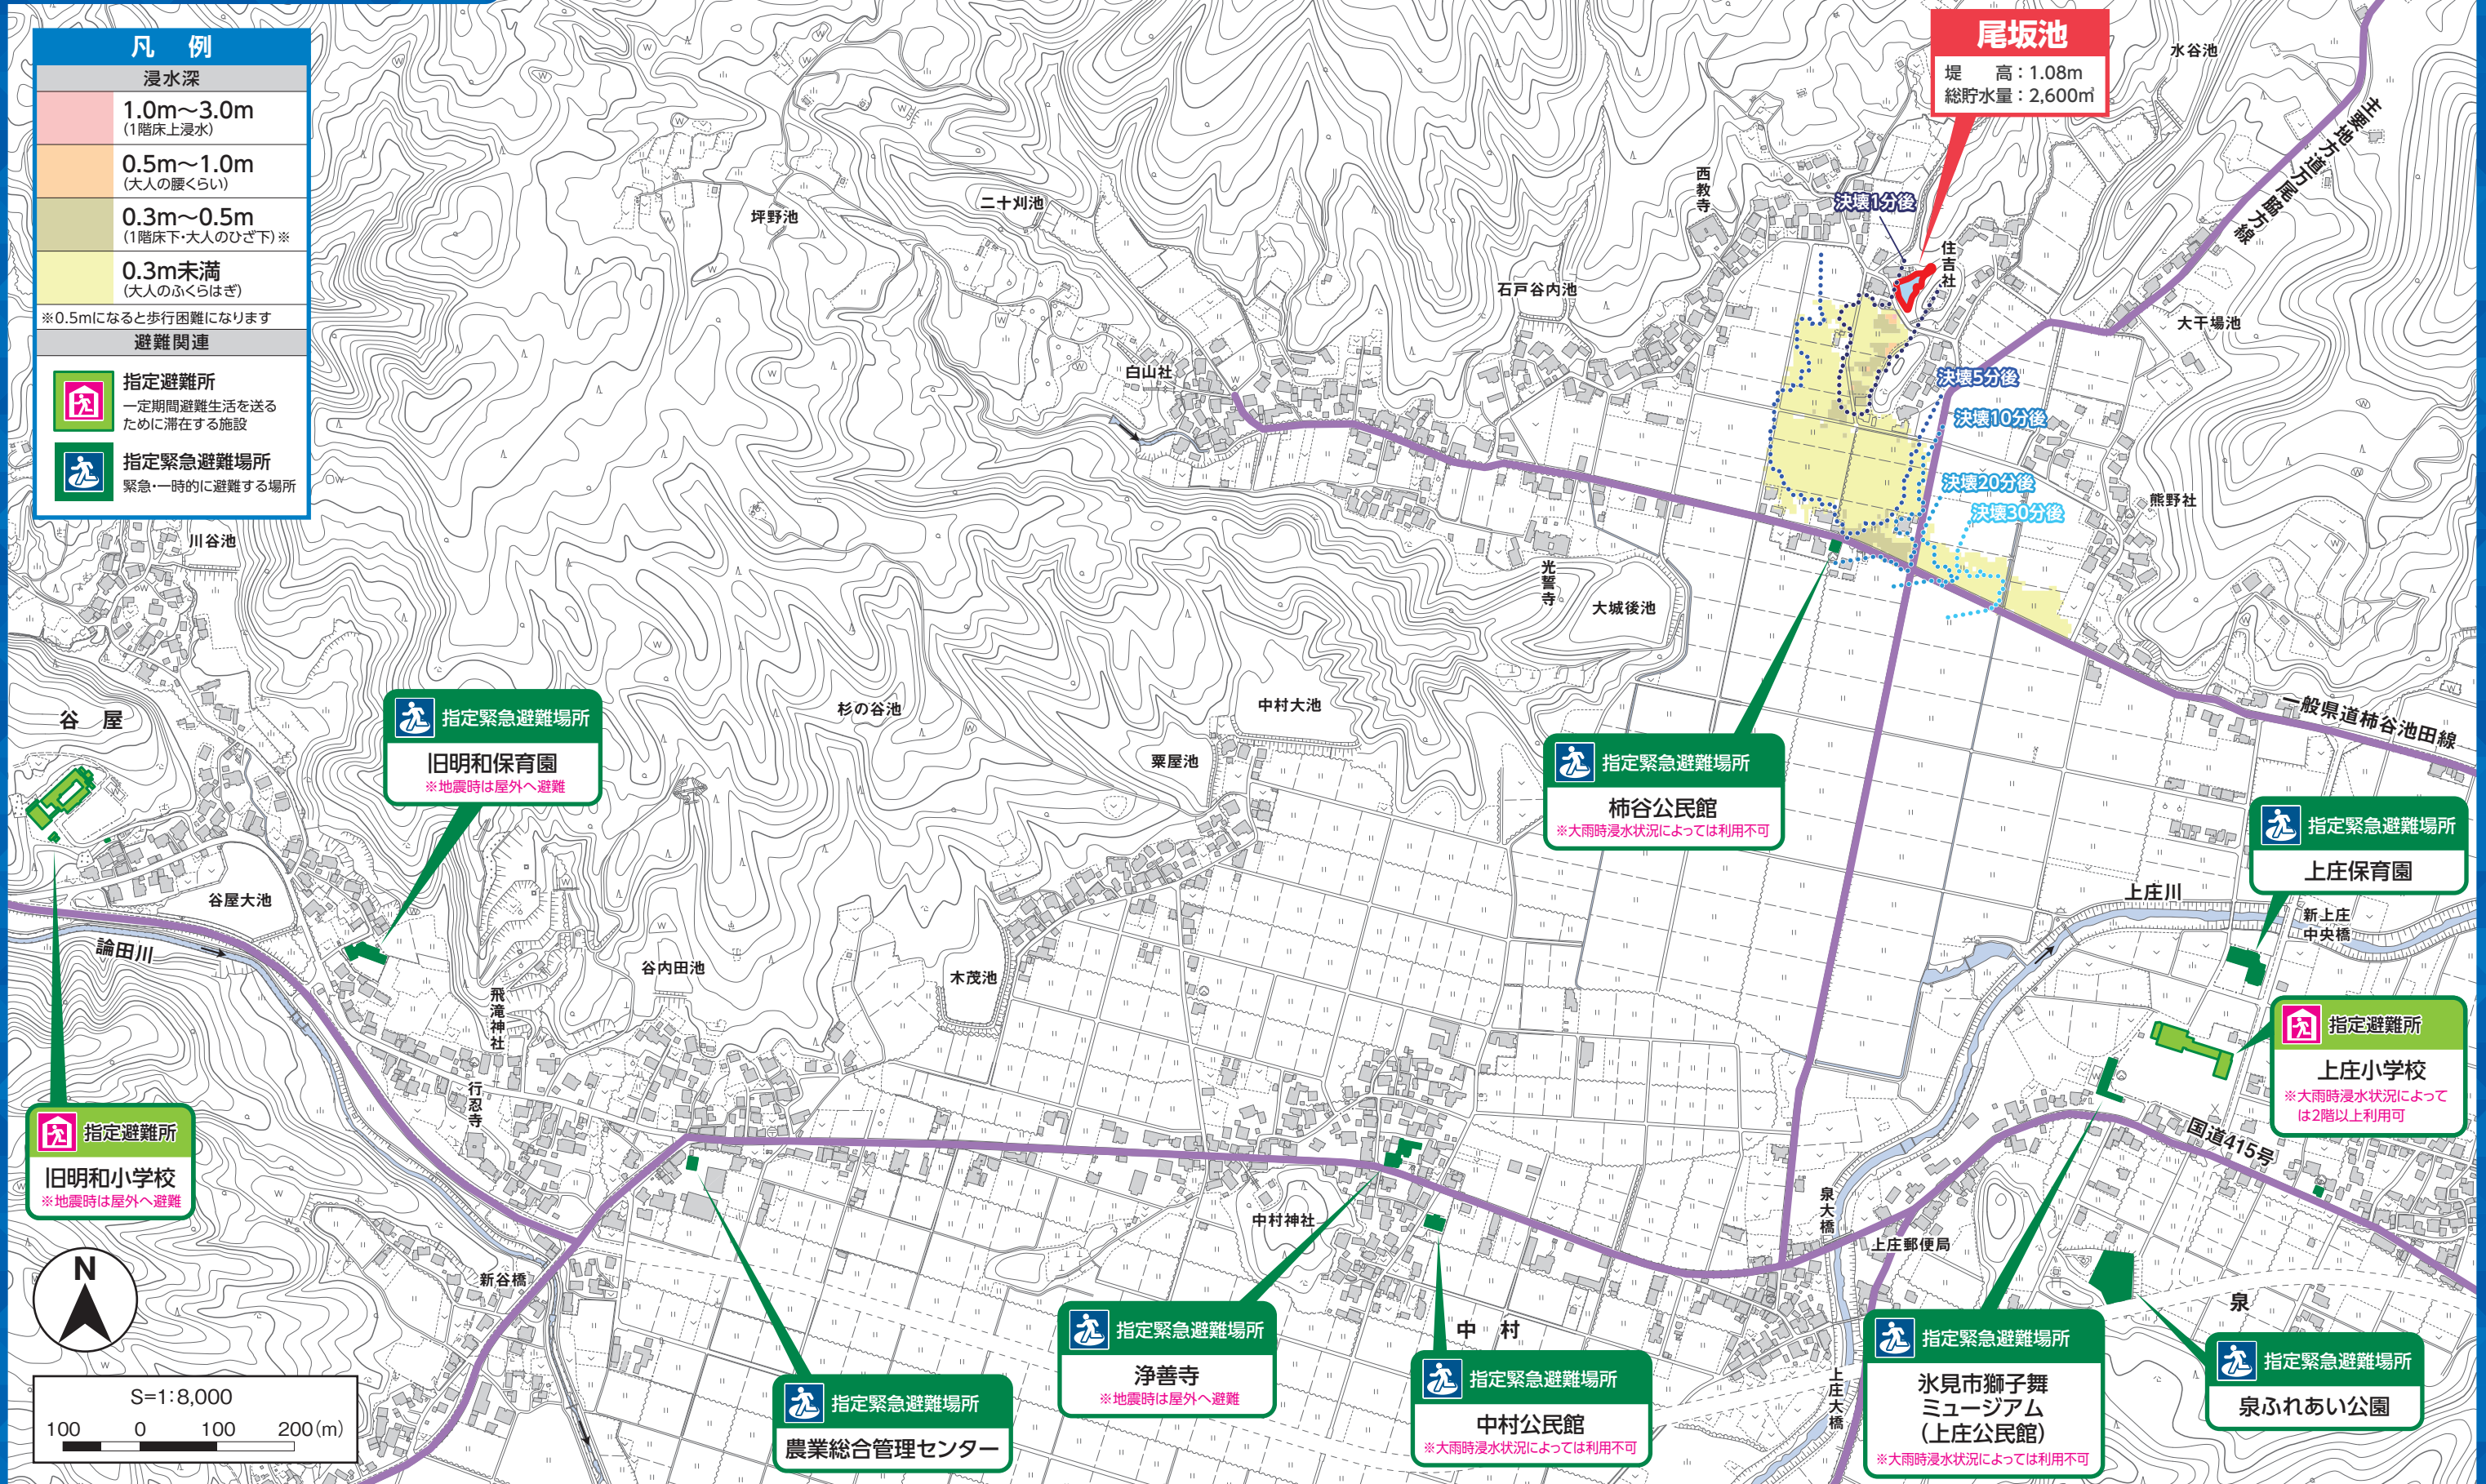 凡 例
浸水深
1.0m〜3.0m
(1階床上浸水)
0.5m〜1.0m
(大人の腰くらい)
0.3m〜0.5m
(1階床下・大人のひざ下)※
0.3m未満
(大人のふくらはぎ)
※0.5mになると歩行困難になります
避難関連
指定避難所
一定期間避難生活を送る
ために滞在する施設
指定緊急避難場所
緊急・一時的に避難する場所
尾坂池
堤 高：1.08m
総貯水量：2,600㎥
水谷池
主要地方道万尾脇方線
西教寺
決壊1分後
住吉社
二十刈池
坪野池
石戸谷内池
大干場池
白山社
決壊5分後
決壊10分後
決壊20分後
決壊30分後
熊野社
川谷池
光誓寺
大城後池
谷 屋
杉の谷池
中村大池
粟屋池
一般県道柿谷池田線
指定緊急避難場所
旧明和保育園
※地震時は屋外へ避難
指定緊急避難場所
柿谷公民館
※大雨時浸水状況によっては利用不可
指定緊急避難場所
上庄保育園
谷屋大池
上庄川
新上庄
中央橋
論田川
谷内田池
木茂池
飛滝神社
行忍寺
指定避難所
上庄小学校
※大雨時浸水状況によって
は2階以上利用可
国道415号
指定避難所
旧明和小学校
※地震時は屋外へ避難
中村神社
泉大橋
上庄郵便局
新谷橋
N
泉
中 村
上庄大橋
指定緊急避難場所
浄善寺
※地震時は屋外へ避難
指定緊急避難場所
農業総合管理センター
指定緊急避難場所
中村公民館
※大雨時浸水状況によっては利用不可
指定緊急避難場所
氷見市獅子舞
ミュージアム
(上庄公民館)
※大雨時浸水状況によっては利用不可
指定緊急避難場所
泉ふれあい公園
S=1:8,000
100 0 100 200(m)